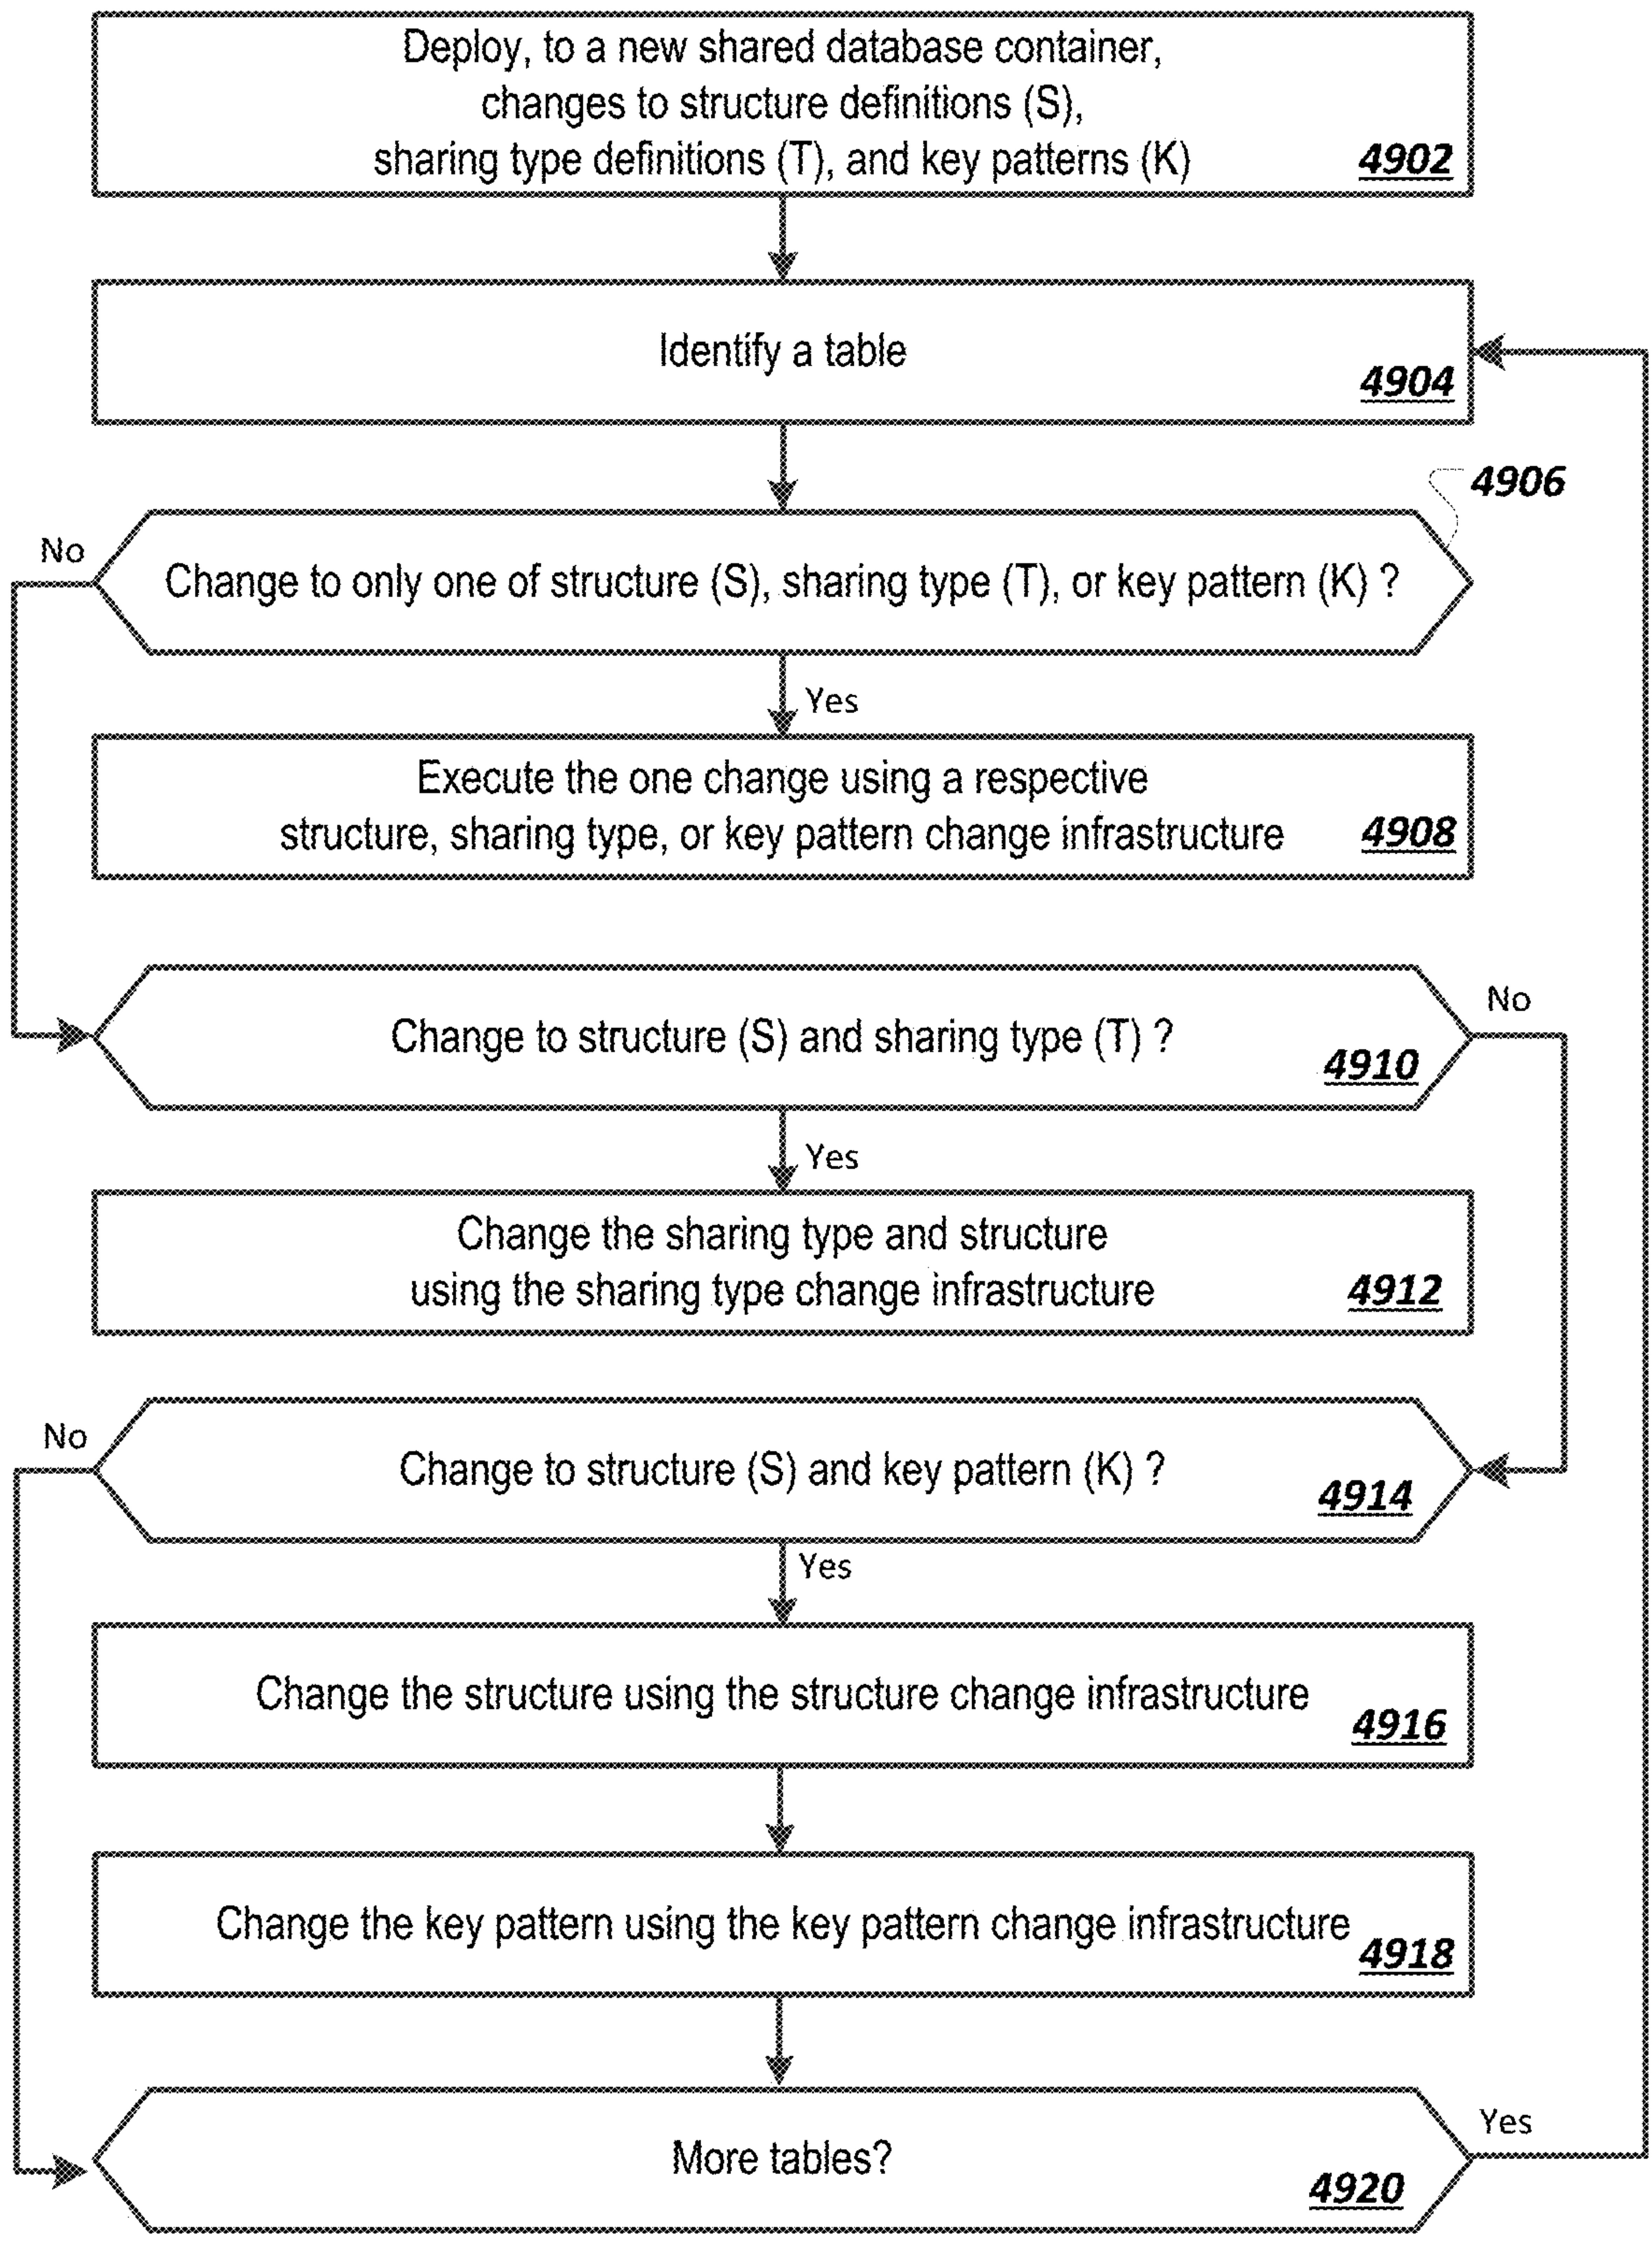 Deploy, to a new shared database container,
changes to structure definitions (S),
sharing type definitions (T), and key patterns (K)
4902
Identify a table
4904
4906
No
Change to only one of structure (S), sharing type (T), or key pattern (K) ?
Yes
Execute the one change using a respective
structure, sharing type, or key pattern change infrastructure
4908
No
Change to structure (S) and sharing type (T) ?
4910
Yes
Change the sharing type and structure
using the sharing type change infrastructure
4912
No
Change to structure (S) and key pattern (K) ?
4914
Yes
Change the structure using the structure change infrastructure
4916
Change the key pattern using the key pattern change infrastructure
4918
Yes
More tables?
4920